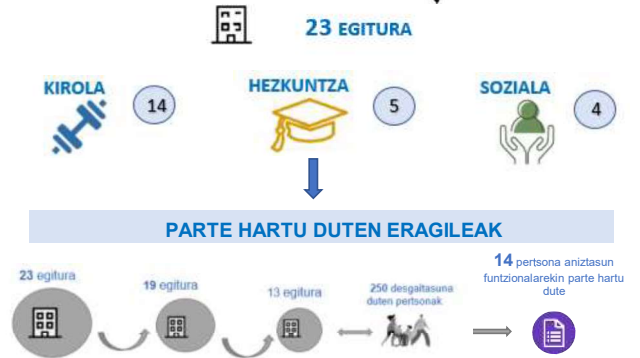 23 EGITURA
KIROLA
14
HEZKUNTZA
5
SOZIALA
4
PARTE HARTU DUTEN ERAGILEAK
23 egitura
19 egitura
13 egitura
250 desgaitasuna
duten pertsonak
14 pertsona aniztasun
funtzionalarekin parte hartu
dute